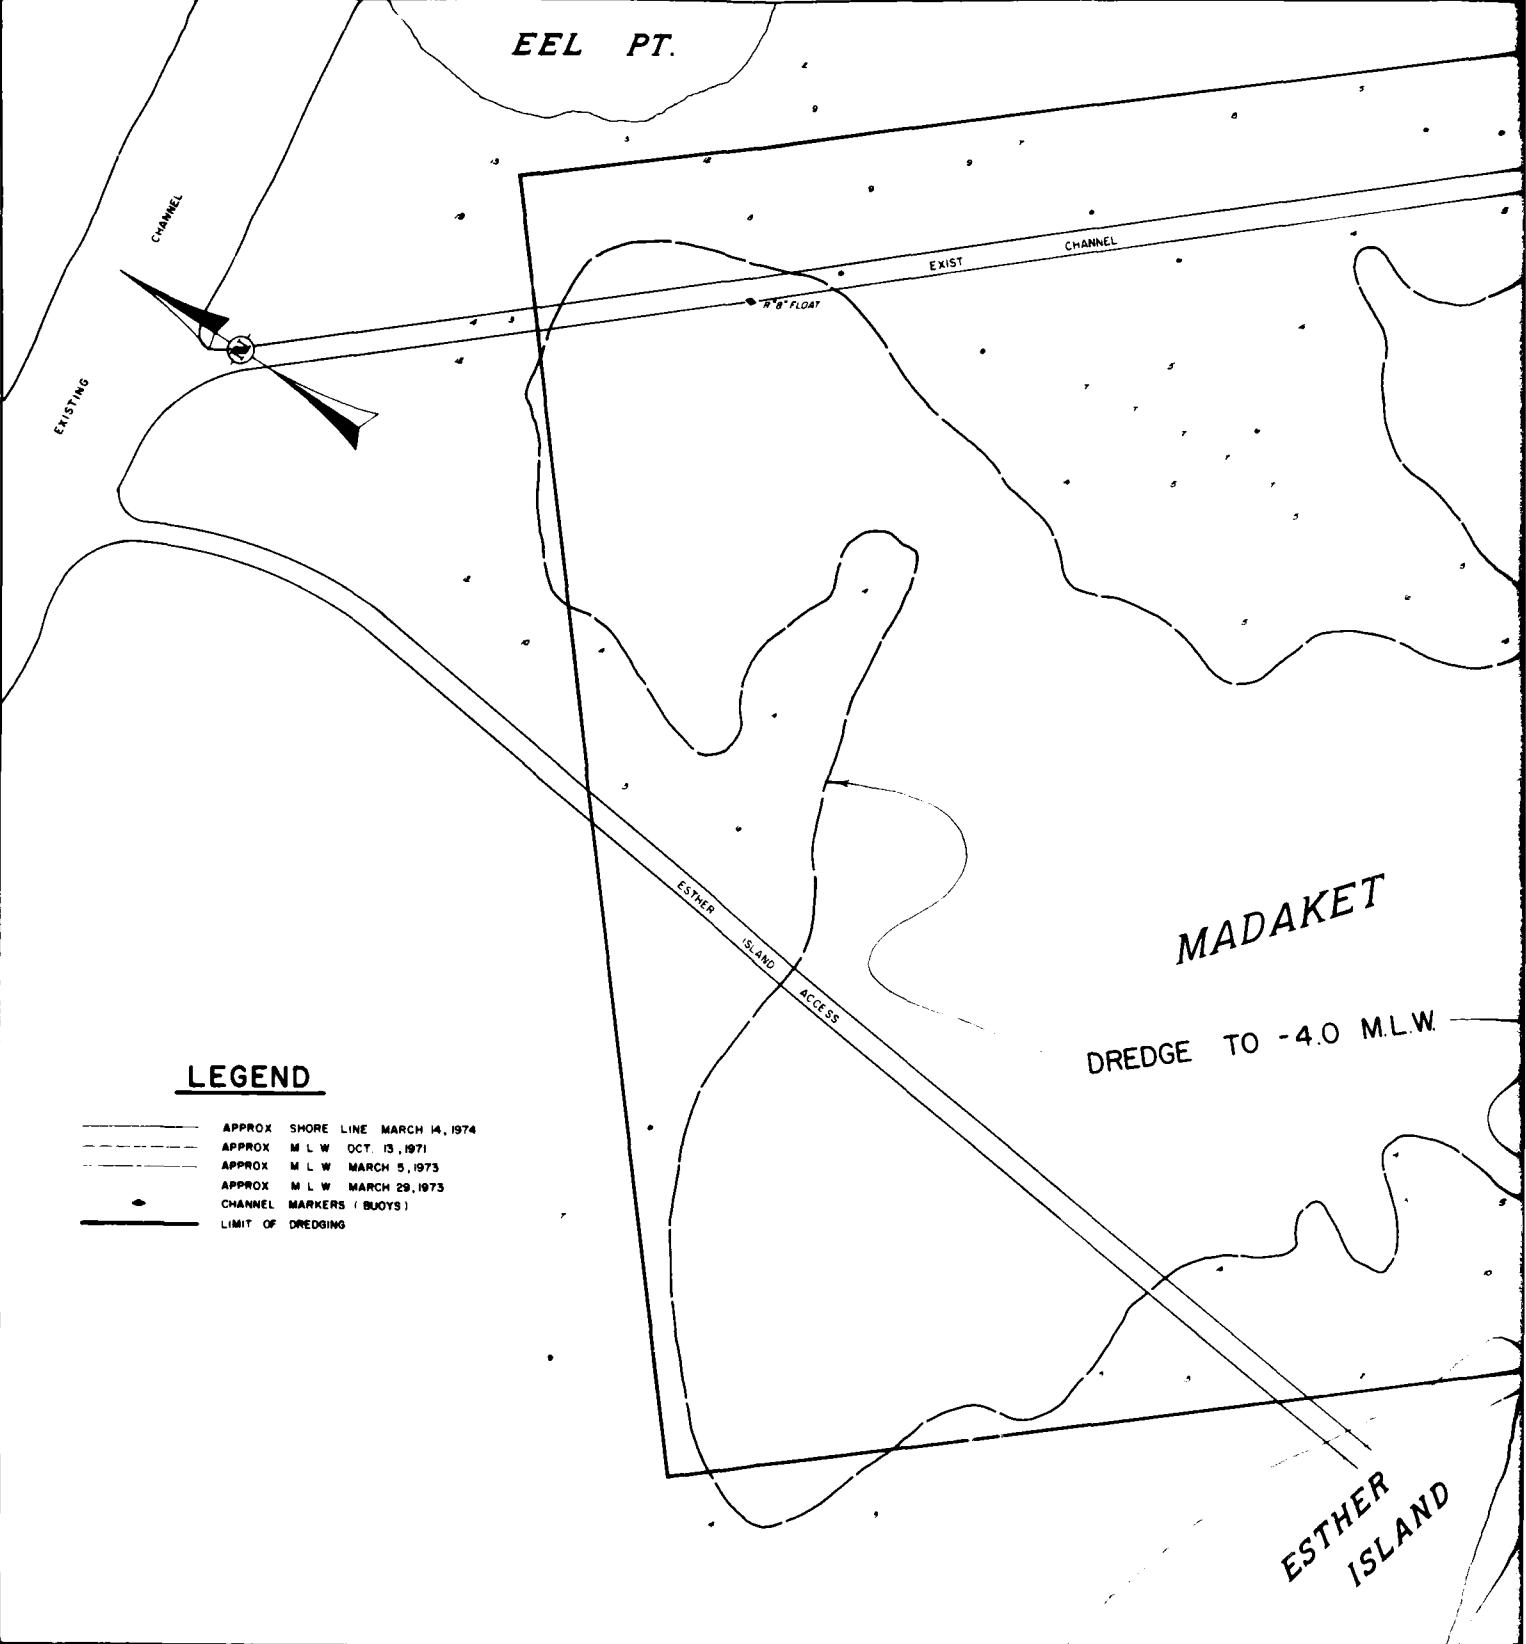 EEL PT.
CHANNEL
EXISTING
N
EXIST CHANNEL
R"8" FLOAT
ESTHER ISLAND ACCESS
MADAKET
DREDGE TO -4.0 M.L.W.
LEGEND
APPROX SHORE LINE MARCH 14, 1974
APPROX M L W OCT. 13, 1971
APPROX M L W MARCH 5, 1973
APPROX M L W MARCH 29, 1973
CHANNEL MARKERS ( BUOYS )
LIMIT OF DREDGING
ESTHER
ISLAND